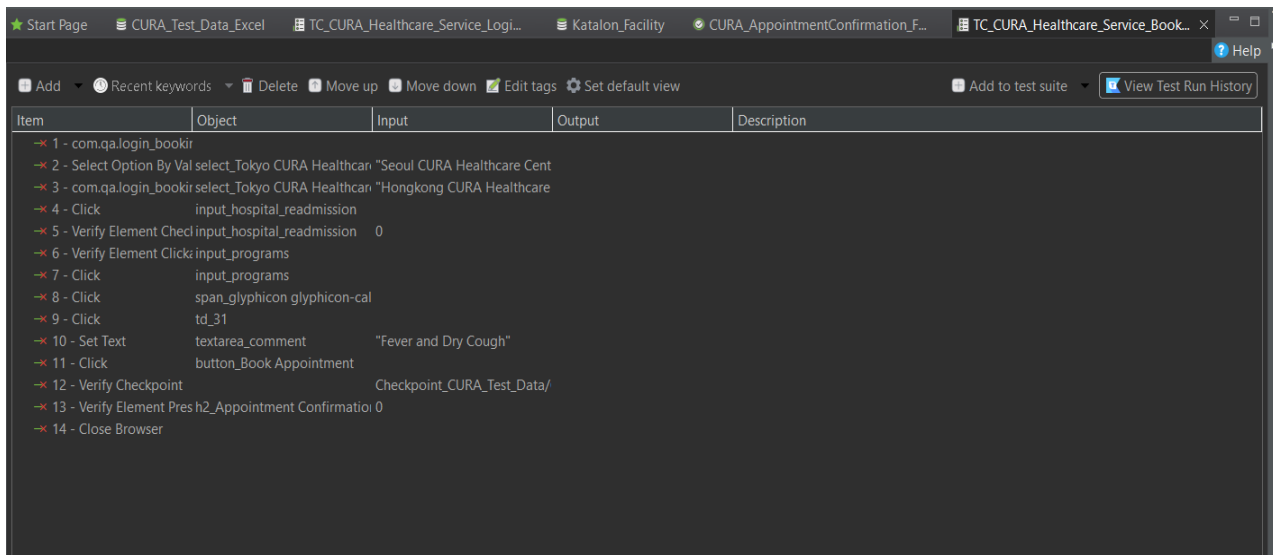 Start Page CURA_Test_Data_Excel TC_CURA_Healthcare_Service_Logi... Katalon_Facility CURA_AppointmentConfirmation_F... TC_CURA_Healthcare_Service_Book...
Help
Add Recent keywords Delete Move up Move down Edit tags Set default view Add to test suite View Test Run History
Item Object Input Output Description
1 - com.qa.login_bookin
2 - Select Option By Val select_Tokyo CURA Healthcar "Seoul CURA Healthcare Cent
3 - com.qa.login_bookin select_Tokyo CURA Healthcar "Hongkong CURA Healthcare
4 - Click input_hospital_readmission
5 - Verify Element Checl input_hospital_readmission 0
6 - Verify Element Clicka input_programs
7 - Click input_programs
8 - Click span_glyphicon glyphicon-cal
9 - Click td_31
10 - Set Text textarea_comment "Fever and Dry Cough"
11 - Click button_Book Appointment
12 - Verify Checkpoint Checkpoint_CURA_Test_Data/
13 - Verify Element Pres h2_Appointment Confirmation 0
14 - Close Browser